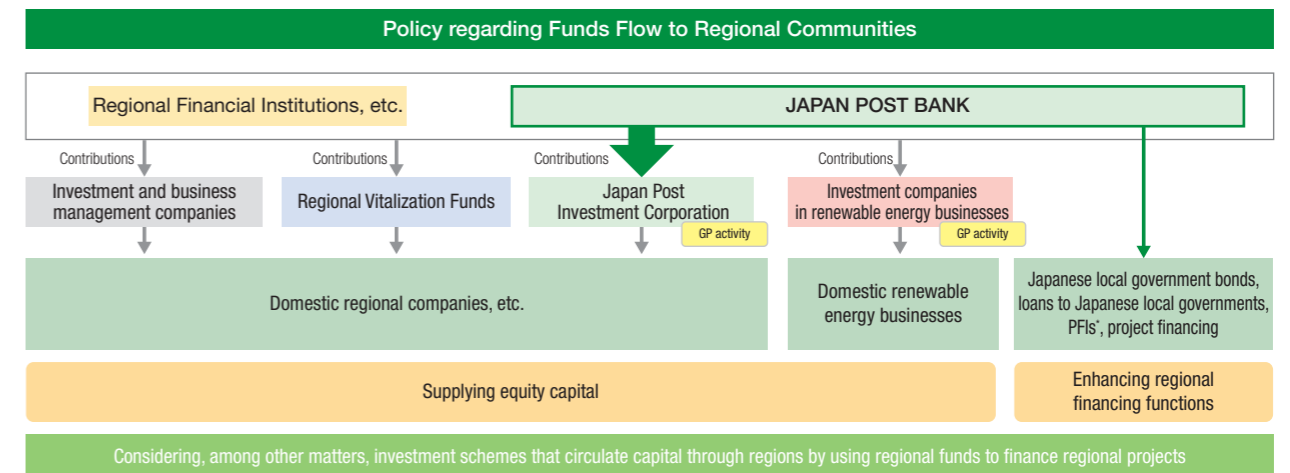 Policy regarding Funds Flow to Regional Communities
Regional Financial Institutions, etc.
JAPAN POST BANK
Contributions
Contributions
Contributions
Contributions
Investment and business
management companies
Regional Vitalization Funds
Japan Post
Investment Corporation
GP activity
Investment companies
in renewable energy businesses
GP activity
Domestic regional companies, etc.
Domestic renewable
energy businesses
Japanese local government bonds,
loans to Japanese local governments,
PFIs*, project financing
Supplying equity capital
Enhancing regional
financing functions
Considering, among other matters, investment schemes that circulate capital through regions by using regional funds to finance regional projects